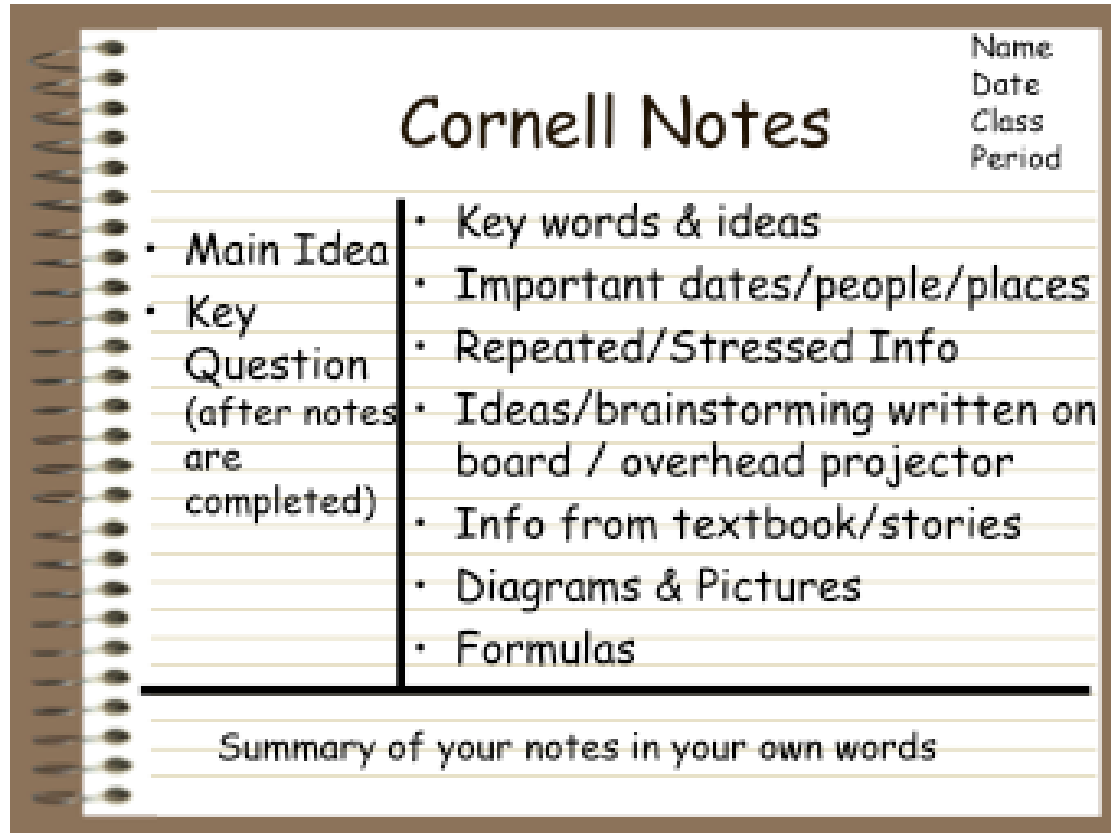 Name
Date
Class
Period
Cornell Notes
• Main Idea
• Key
Question
(after notes
are
completed)
• Key words & ideas
• Important dates/people/places
• Repeated/Stressed Info
• Ideas/brainstorming written on
board / overhead projector
• Info from textbook/stories
• Diagrams & Pictures
• Formulas
Summary of your notes in your own words